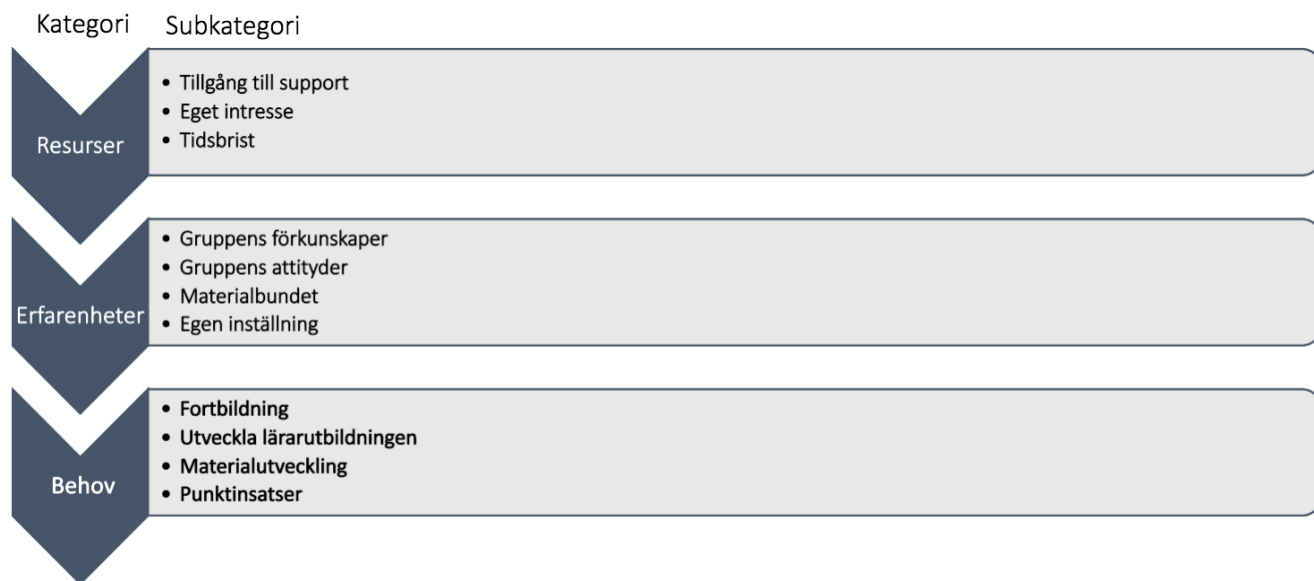 Kategori Subkategori
• Tillgång till support
• Eget intresse
• Tidsbrist
Resurser
• Gruppens förkunskaper
• Gruppens attityder
• Materialbundet
• Egen inställning
Erfarenheter
• Fortbildning
• Utveckla lärarutbildningen
• Materialutveckling
• Punktinsatser
Behov